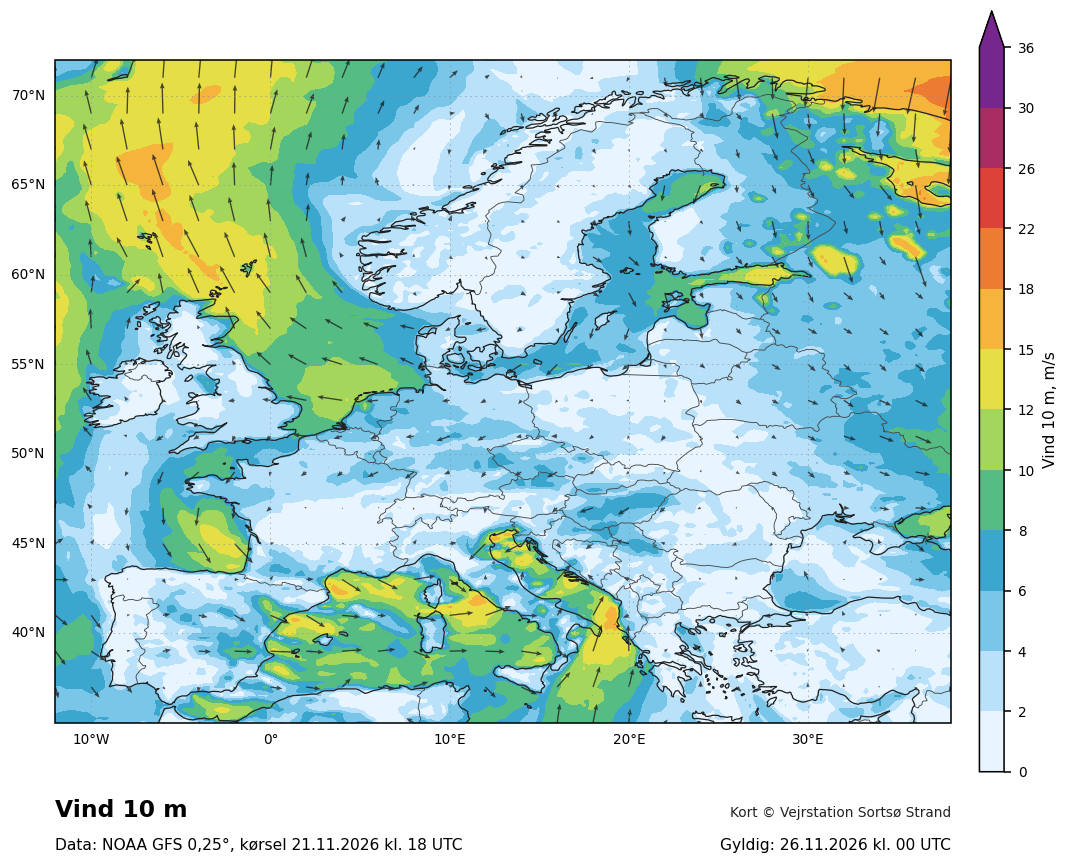 36
30
26
22
18
15
12
10
8
6
4
2
0
Vind 10 m, m/s
70°N
65°N
60°N
55°N
50°N
45°N
40°N
10°W 0° 10°E 20°E 30°E
Vind 10 m
Kort © Vejrstation Sortsø Strand
Data: NOAA GFS 0,25°, kørsel 21.11.2026 kl. 18 UTC
Gyldig: 26.11.2026 kl. 00 UTC